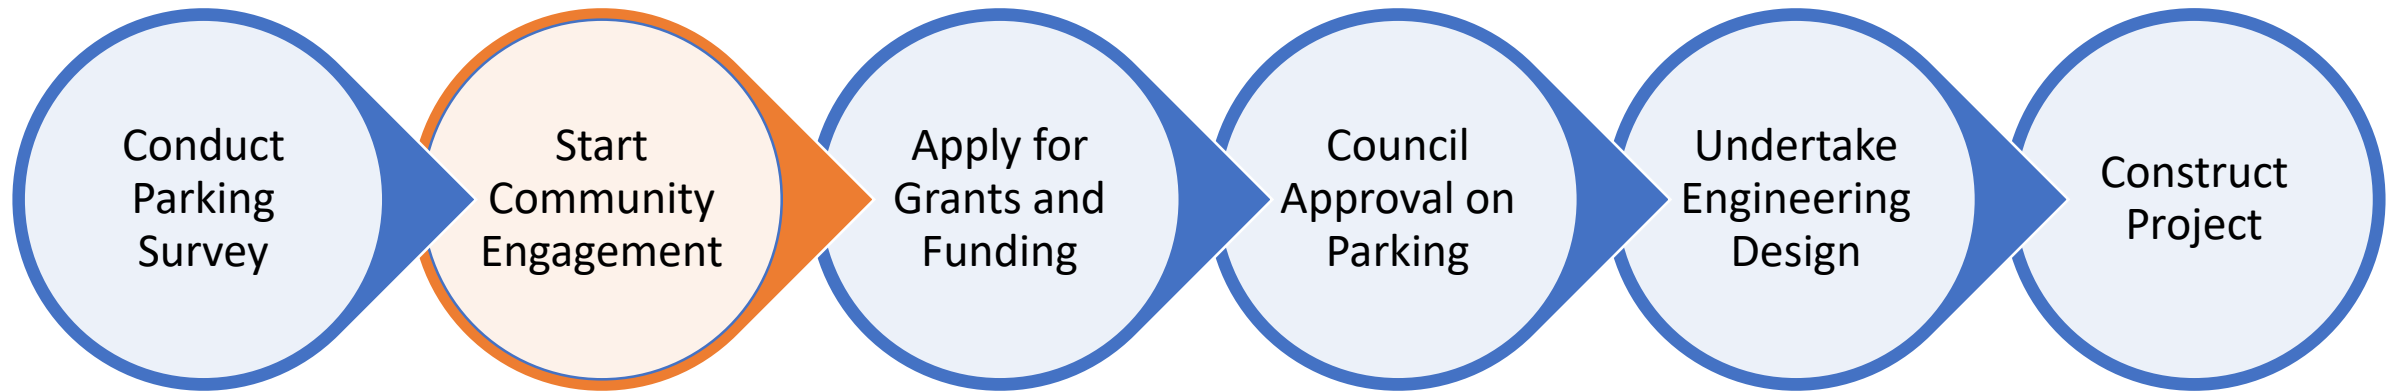 Conduct
Parking
Survey
Start
Community
Engagement
Apply for
Grants and
Funding
Council
Approval on
Parking
Undertake
Engineering
Design
Construct
Project